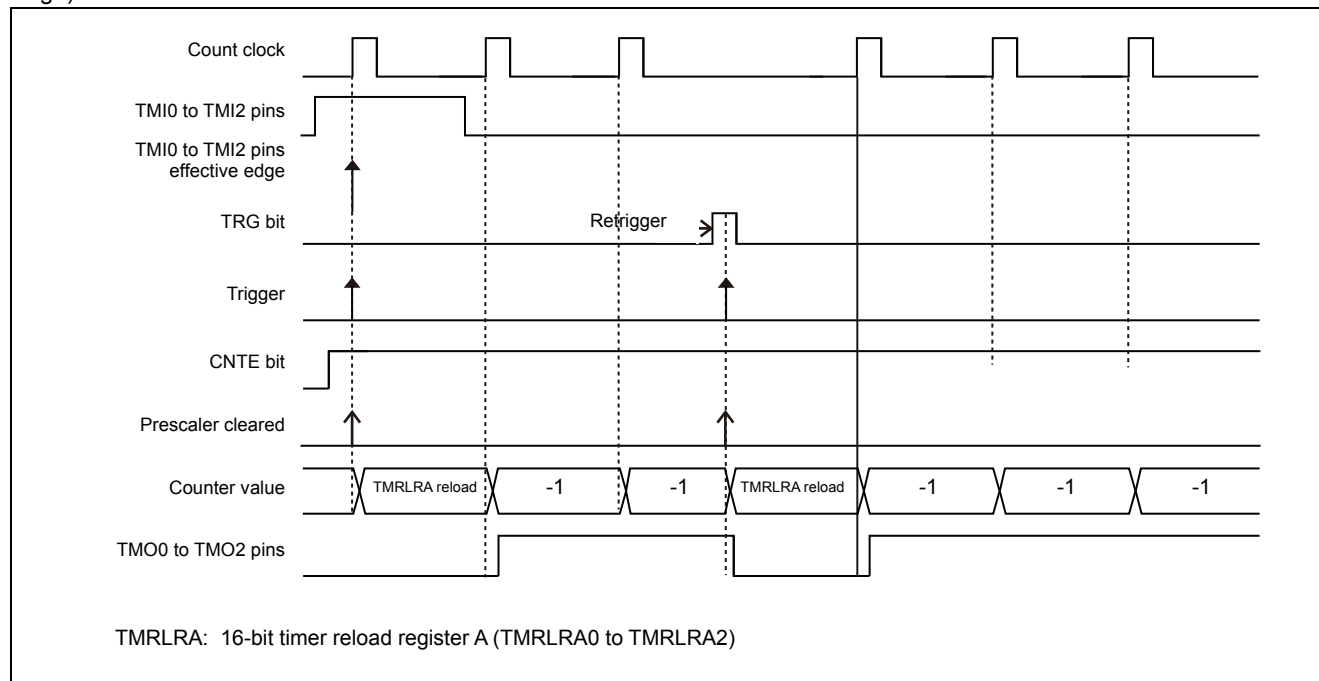 Count clock
TMI0 to TMI2 pins
TMI0 to TMI2 pins
effective edge
TRG bit
Retrigger
Trigger
CNTE bit
Prescaler cleared
Counter value
TMRLRA reload
-1
-1
TMRLRA reload
-1
-1
-1
TMO0 to TMO2 pins
TMRLRA: 16-bit timer reload register A (TMRLRA0 to TMRLRA2)